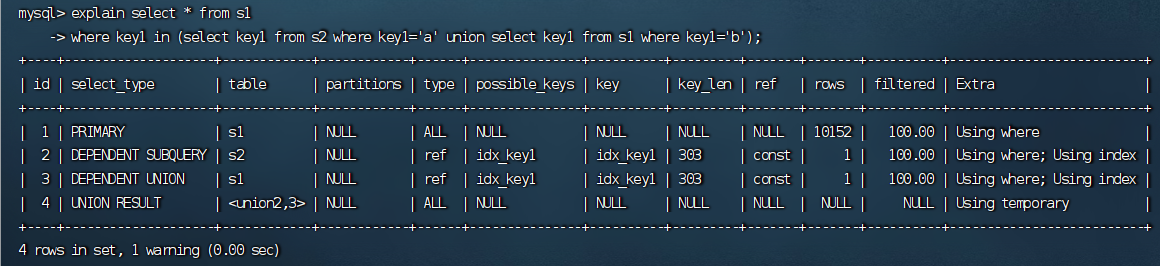 mysql> explain select * from s1
    -> where key1 in (select key1 from s2 where key1='a' union select key1 from s1 where key1='b');
+----+--------------------+------------+------------+------+---------------+----------+---------+-------+-------+----------+--------------------------+
| id | select_type        | table      | partitions | type | possible_keys | key      | key_len | ref   | rows  | filtered | Extra                    |
+----+--------------------+------------+------------+------+---------------+----------+---------+-------+-------+----------+--------------------------+
|  1 | PRIMARY            | s1         | NULL       | ALL  | NULL          | NULL     | NULL    | NULL  | 10152 |   100.00 | Using where              |
|  2 | DEPENDENT SUBQUERY | s2         | NULL       | ref  | idx_key1      | idx_key1 | 303     | const |     1 |   100.00 | Using where; Using index |
|  3 | DEPENDENT UNION    | s1         | NULL       | ref  | idx_key1      | idx_key1 | 303     | const |     1 |   100.00 | Using where; Using index |
|  4 | UNION RESULT       | <union2,3> | NULL       | ALL  | NULL          | NULL     | NULL    | NULL  |  NULL |     NULL | Using temporary          |
+----+--------------------+------------+------------+------+---------------+----------+---------+-------+-------+----------+--------------------------+
4 rows in set, 1 warning (0.00 sec)